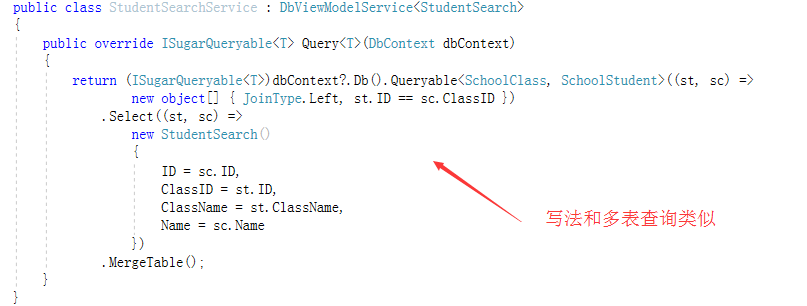 public class StudentSearchService : DbViewModelService<StudentSearch>
{
public override ISugarQueryable<T> Query<T>(DbContext dbContext)
{
return (ISugarQueryable<T>)dbContext?.Db().Queryable<SchoolClass, SchoolStudent>((st, sc) =>
new object[] { JoinType.Left, st.ID == sc.ClassID })
.Select((st, sc) =>
new StudentSearch()
{
ID = sc.ID,
ClassID = st.ID,
ClassName = st.ClassName,
Name = sc.Name
})
.MergeTable();
}
}
写法和多表查询类似